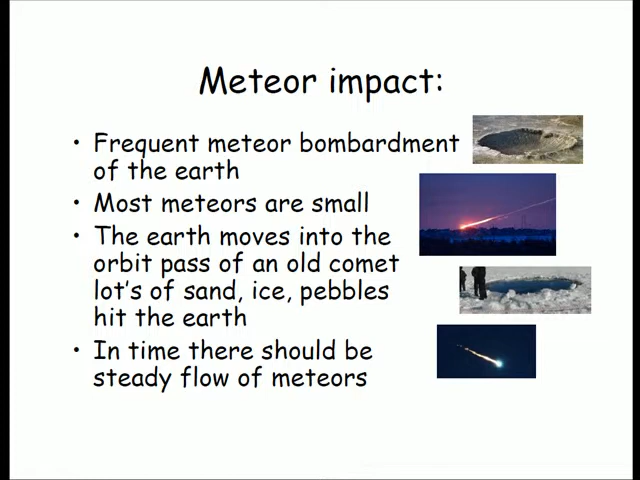 Meteor impact:
• Frequent meteor bombardment
of the earth
• Most meteors are small
• The earth moves into the
orbit pass of an old comet
lot's of sand, ice, pebbles
hit the earth
• In time there should be
steady flow of meteors